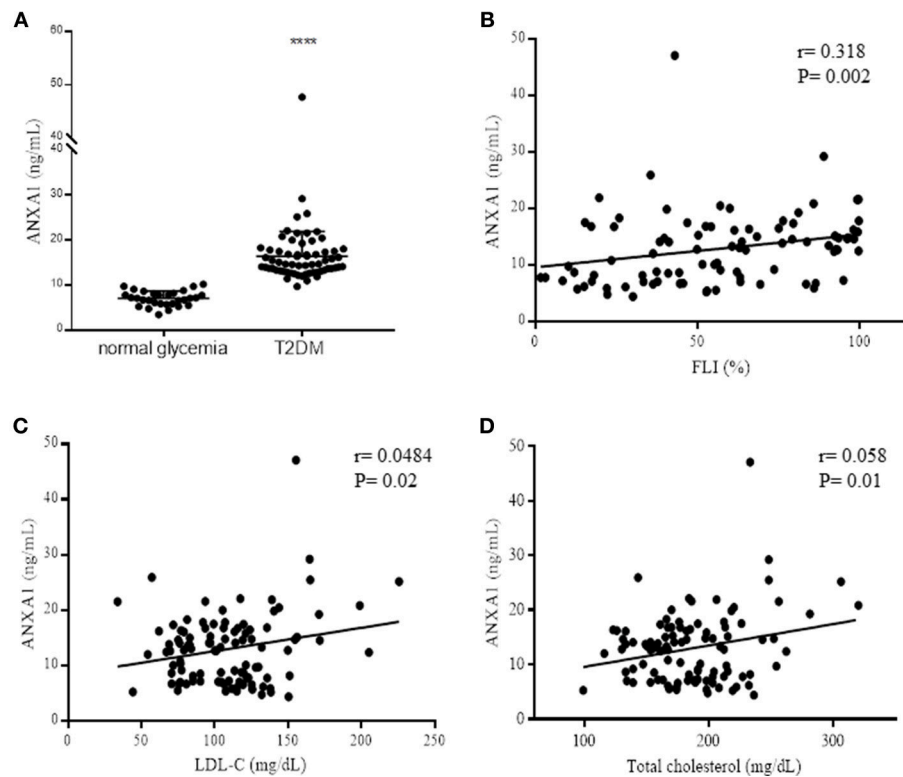 A
60
50
40
40
30
20
10
0
ANXA1 (ng/mL)
****
normal glycemia
T2DM
B
50
40
30
20
10
0
ANXA1 (ng/mL)
r= 0.318
P= 0.002
0
50
100
FLI (%)
C
50
40
30
20
10
0
ANXA1 (ng/mL)
r= 0.0484
P= 0.02
0
50
100
150
200
250
LDL-C (mg/dL)
D
50
40
30
20
10
0
ANXA1 (ng/mL)
r= 0.058
P= 0.01
100
200
300
Total cholesterol (mg/dL)